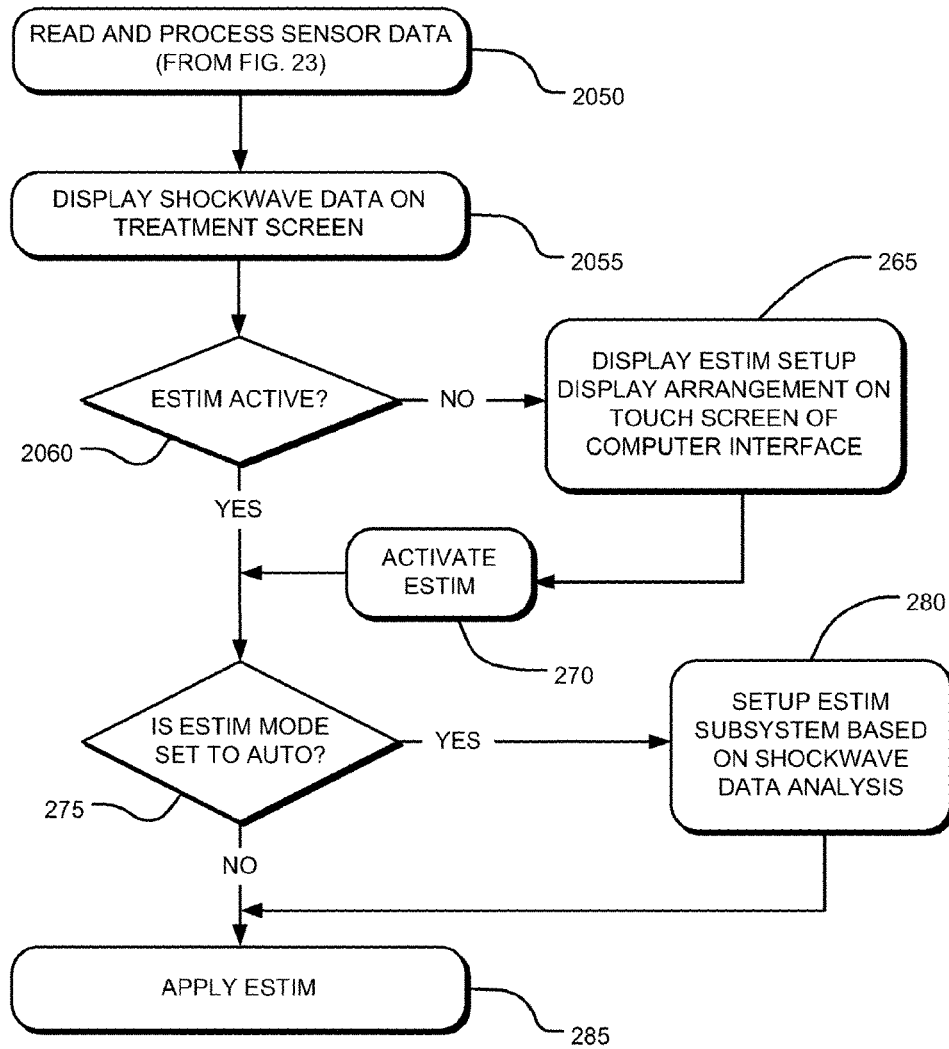 READ AND PROCESS SENSOR DATA
(FROM FIG. 23)
2050
DISPLAY SHOCKWAVE DATA ON
TREATMENT SCREEN
2055
265
DISPLAY ESTIM SETUP
DISPLAY ARRANGEMENT ON
TOUCH SCREEN OF
COMPUTER INTERFACE
ESTIM ACTIVE?
NO
2060
YES
ACTIVATE
ESTIM
270
280
IS ESTIM MODE
SET TO AUTO?
YES
SETUP ESTIM
SUBSYSTEM BASED
ON SHOCKWAVE
DATA ANALYSIS
275
NO
APPLY ESTIM
285